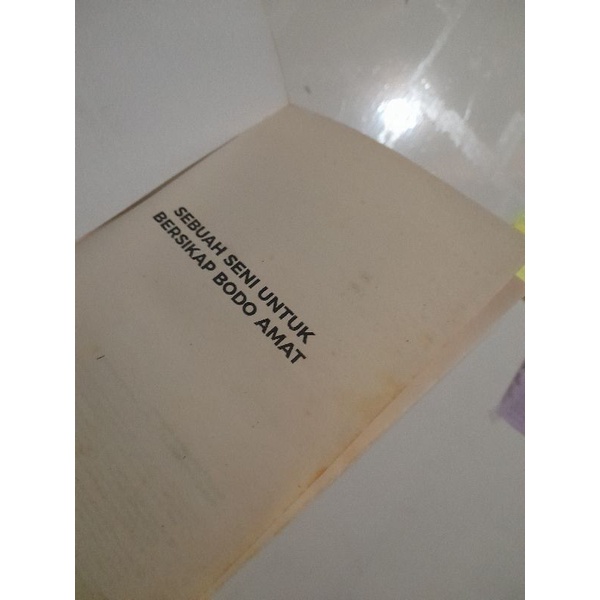 SEBUAH SENI UNTUK
BERSIKAP BODO AMAT